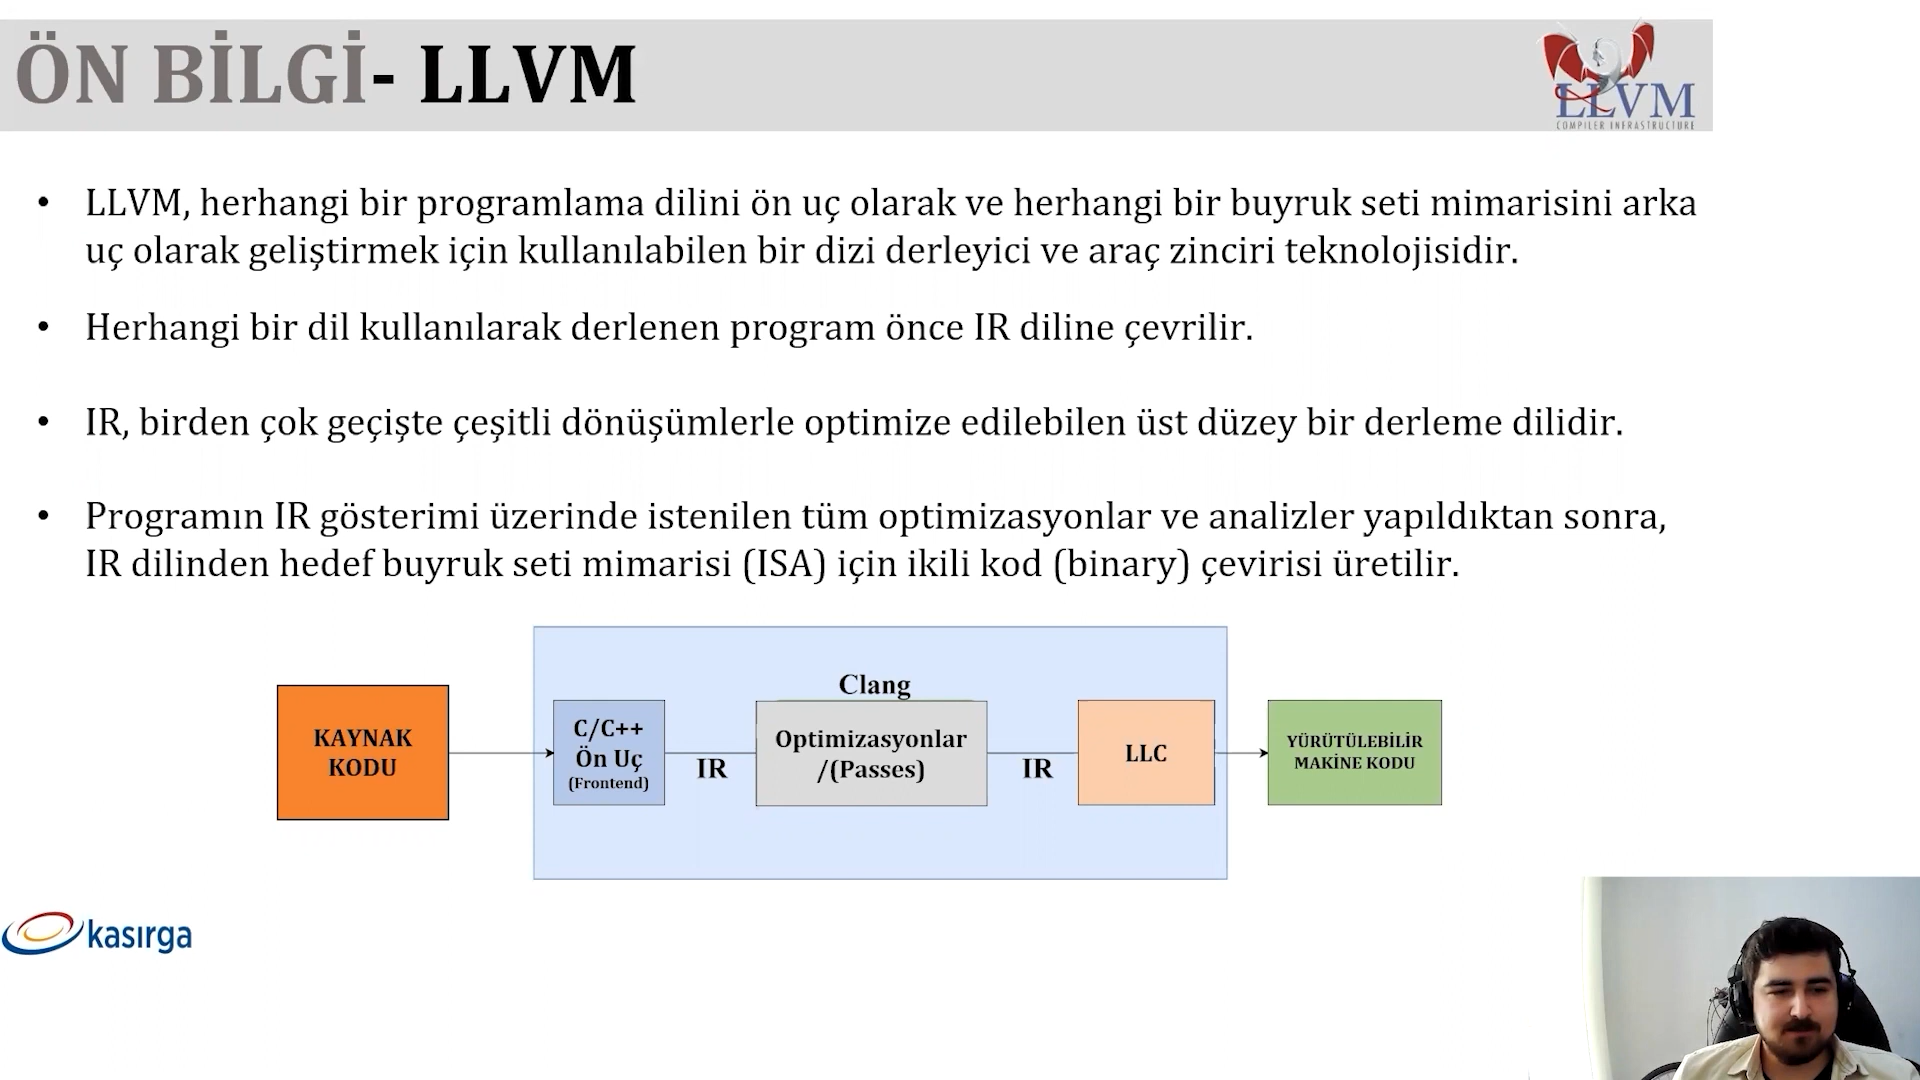 ÖN BİLGİ- LLVM
LLVM
COMPILER INFRASTRUCTURE
• LLVM, herhangi bir programlama dilini ön uç olarak ve herhangi bir buyruk seti mimarisini arka
uç olarak geliştirmek için kullanılabilen bir dizi derleyici ve araç zinciri teknolojisidir.
• Herhangi bir dil kullanılarak derlenen program önce IR diline çevrilir.
• IR, birden çok geçişte çeşitli dönüşümlerle optimize edilebilen üst düzey bir derleme dilidir.
• Programın IR gösterimi üzerinde istenilen tüm optimizasyonlar ve analizler yapıldıktan sonra,
IR dilinden hedef buyruk seti mimarisi (ISA) için ikili kod (binary) çevirisi üretilir.
Clang
KAYNAK
KODU
C/C++
Ön Uç
(Frontend)
IR
Optimizasyonlar
/(Passes)
IR
LLC
YÜRÜTÜLEBİLİR
MAKİNE KODU
kasırga